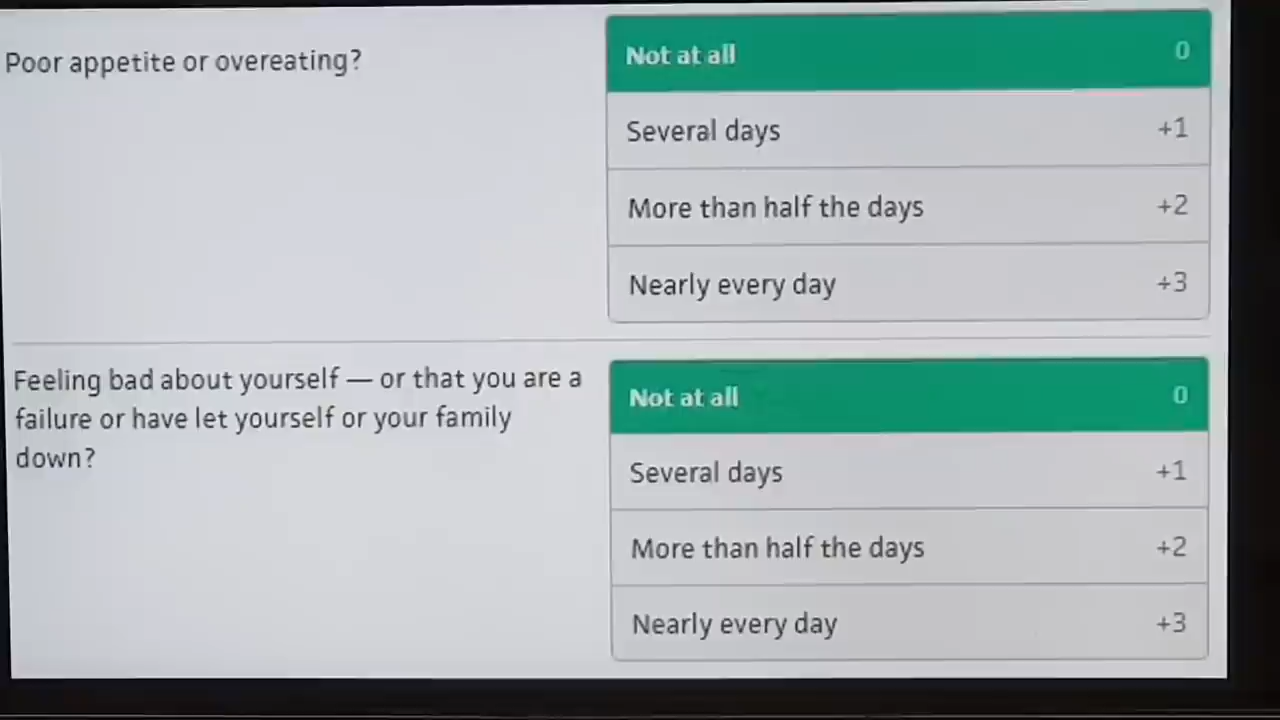 Poor appetite or overeating?
Not at all 0
Several days +1
More than half the days +2
Nearly every day +3
Feeling bad about yourself — or that you are a
failure or have let yourself or your family
down?
Not at all 0
Several days +1
More than half the days +2
Nearly every day +3